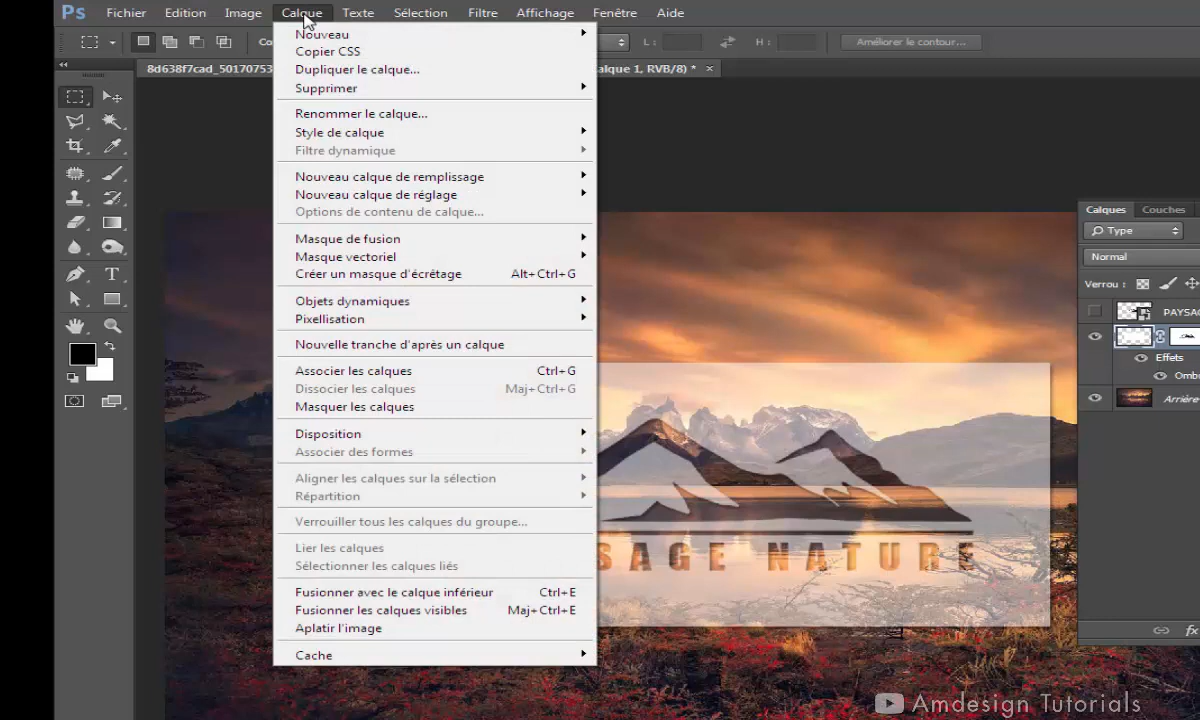 Ps Fichier Edition Image Calque Texte Sélection Filtre Affichage Fenêtre Aide
L : H : Améliorer le contour...
8d638f7cad_50170753
alque 1, RVB/8) * ×
Nouveau
Copier CSS
Dupliquer le calque...
Supprimer
Renommer le calque...
Style de calque
Filtre dynamique
Nouveau calque de remplissage
Nouveau calque de réglage
Options de contenu de calque...
Masque de fusion
Masque vectoriel
Créer un masque d'écrêtage Alt+Ctrl+G
Objets dynamiques
Pixellisation
Nouvelle tranche d'après un calque
Associer les calques Ctrl+G
Dissocier les calques Maj+Ctrl+G
Masquer les calques
Disposition
Associer des formes
Aligner les calques sur la sélection
Répartition
Verrouiller tous les calques du groupe...
Lier les calques
Sélectionner les calques liés
Fusionner avec le calque inférieur Ctrl+E
Fusionner les calques visibles Maj+Ctrl+E
Aplatir l'image
Cache
Calques Couches
Type
Normal
Verrou :
PAYSA
Effets
Omb
Arrière
fx
SAGE NATURE
Amdesign Tutorials